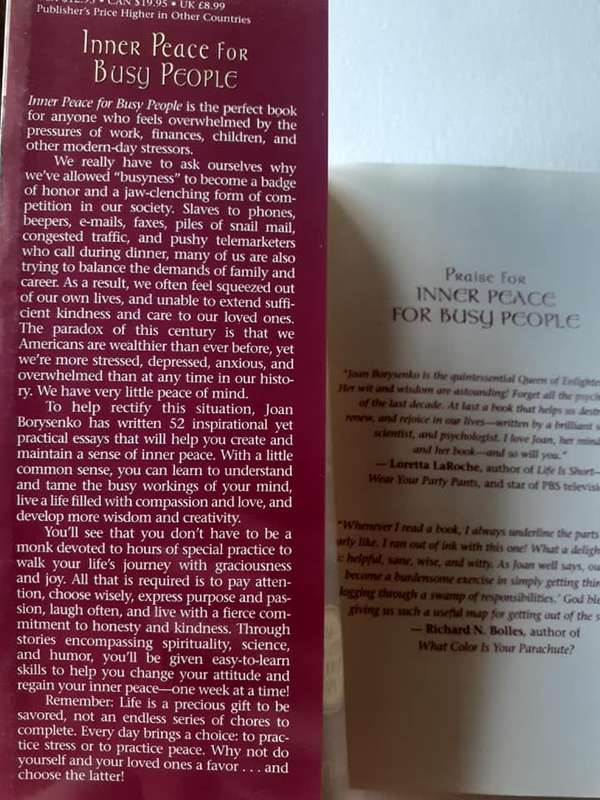 CAN $19.95 • UK £8.99
Publisher's Price Higher in Other Countries
Inner Peace for
Busy People
Inner Peace for Busy People is the perfect book
for anyone who feels overwhelmed by the
pressures of work, finances, children, and
other modern-day stressors.
We really have to ask ourselves why
we've allowed “busyness” to become a badge
of honor and a jaw-clenching form of com-
petition in our society. Slaves to phones,
beepers, e-mails, faxes, piles of snail mail,
congested traffic, and pushy telemarketers
who call during dinner, many of us are also
trying to balance the demands of family and
career. As a result, we often feel squeezed out
of our own lives, and unable to extend suffi-
cient kindness and care to our loved ones.
The paradox of this century is that we
Americans are wealthier than ever before, yet
we're more stressed, depressed, anxious, and
overwhelmed than at any time in our histo-
ry. We have very little peace of mind.
To help rectify this situation, Joan
Borysenko has written 52 inspirational yet
practical essays that will help you create and
maintain a sense of inner peace. With a little
common sense, you can learn to understand
and tame the busy workings of your mind,
live a life filled with compassion and love, and
develop more wisdom and creativity.
You'll see that you don't have to be a
monk devoted to hours of special practice to
walk your life's journey with graciousness
and joy. All that is required is to pay atten-
tion, choose wisely, express purpose and pas-
sion, laugh often, and live with a fierce com-
mitment to honesty and kindness. Through
stories encompassing spirituality, science,
and humor, you'll be given easy-to-learn
skills to help you change your attitude and
regain your inner peace—one week at a time!
Remember: Life is a precious gift to be
savored, not an endless series of chores to
complete. Every day brings a choice: to prac-
tice stress or to practice peace. Why not do
yourself and your loved ones a favor . . . and
choose the latter!
Praise for
INNER PEACE
FOR BUSY PEOPLE
"Joan Borysenko is the quintessential Queen of
Her wit and wisdom are astounding! Forget all the
of the last decade. At last a book that helps us
renew, and rejoice in our lives—written by a brilliant
scientist, and psychologist. I love Joan, her
and her book—and so will you."
— Loretta LaRoche, author of Life Is Short—
Wear Your Party Pants, and star of PBS
"Whenever I read a book, I always underline the parts
like. I ran out of ink with this one! What a
helpful, sane, wise, and witty. As Joan well says,
become a burdensome exercise in simply getting
through a swamp of responsibilities.' God
giving us such a useful map for getting out of the
— Richard N. Bolles, author of
What Color Is Your Parachute?